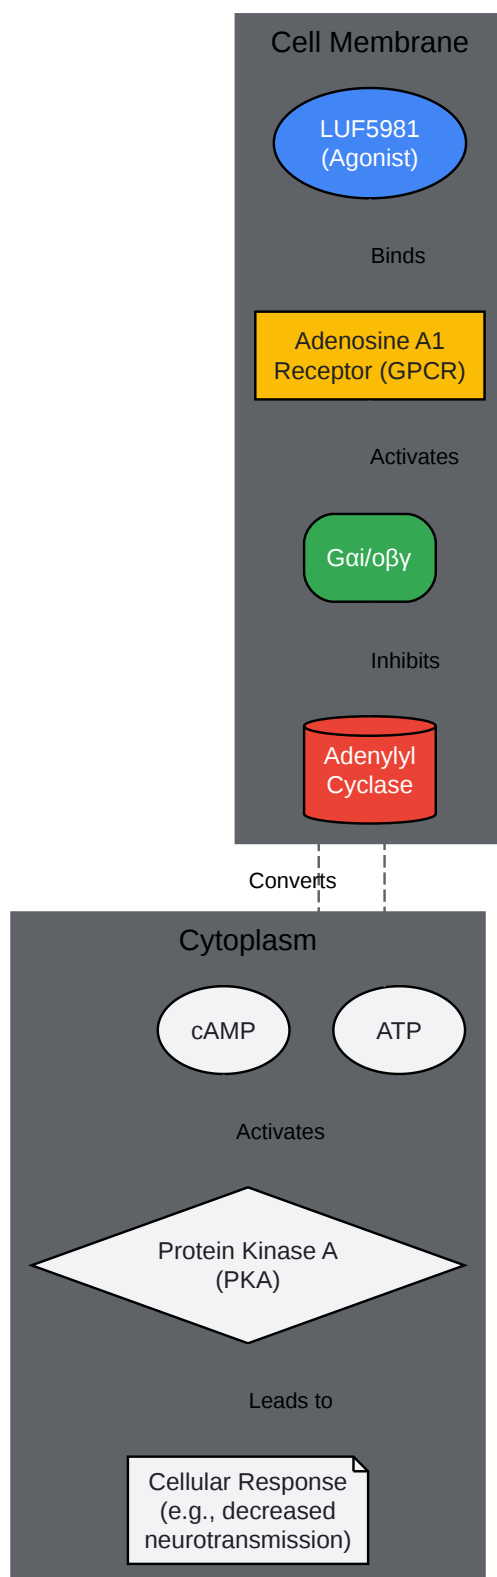 Cell Membrane
LUF5981
(Agonist)
Binds
Adenosine A1
Receptor (GPCR)
Activates
Gαi/oβγ
Inhibits
Adenylyl
Cyclase
Converts
Cytoplasm
cAMP
ATP
Activates
Protein Kinase A
(PKA)
Leads to
Cellular Response
(e.g., decreased
neurotransmission)